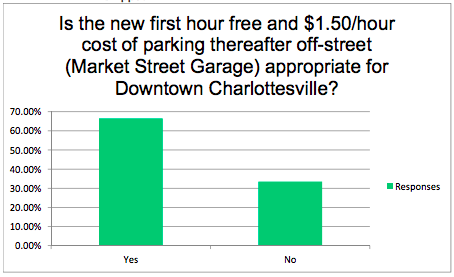 Is the new first hour free and $1.50/hour
cost of parking thereafter off-street
(Market Street Garage) appropriate for
Downtown Charlottesville?
70.00%
60.00%
50.00%
40.00%
30.00%
20.00%
10.00%
0.00%
Yes
No
Responses